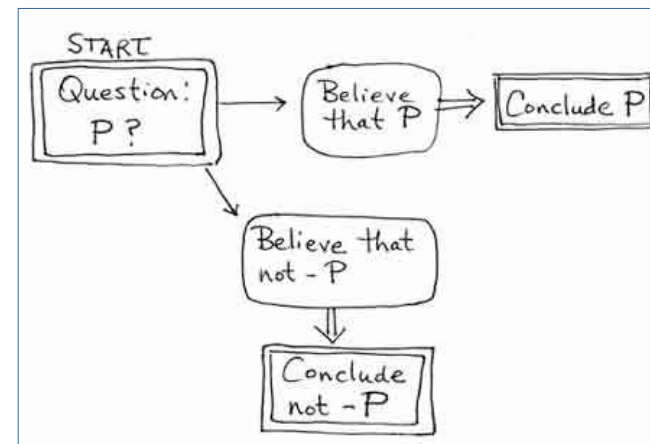 START
Question:
P ?
Believe
that P
Conclude P
Believe that
not - P
Conclude
not - P